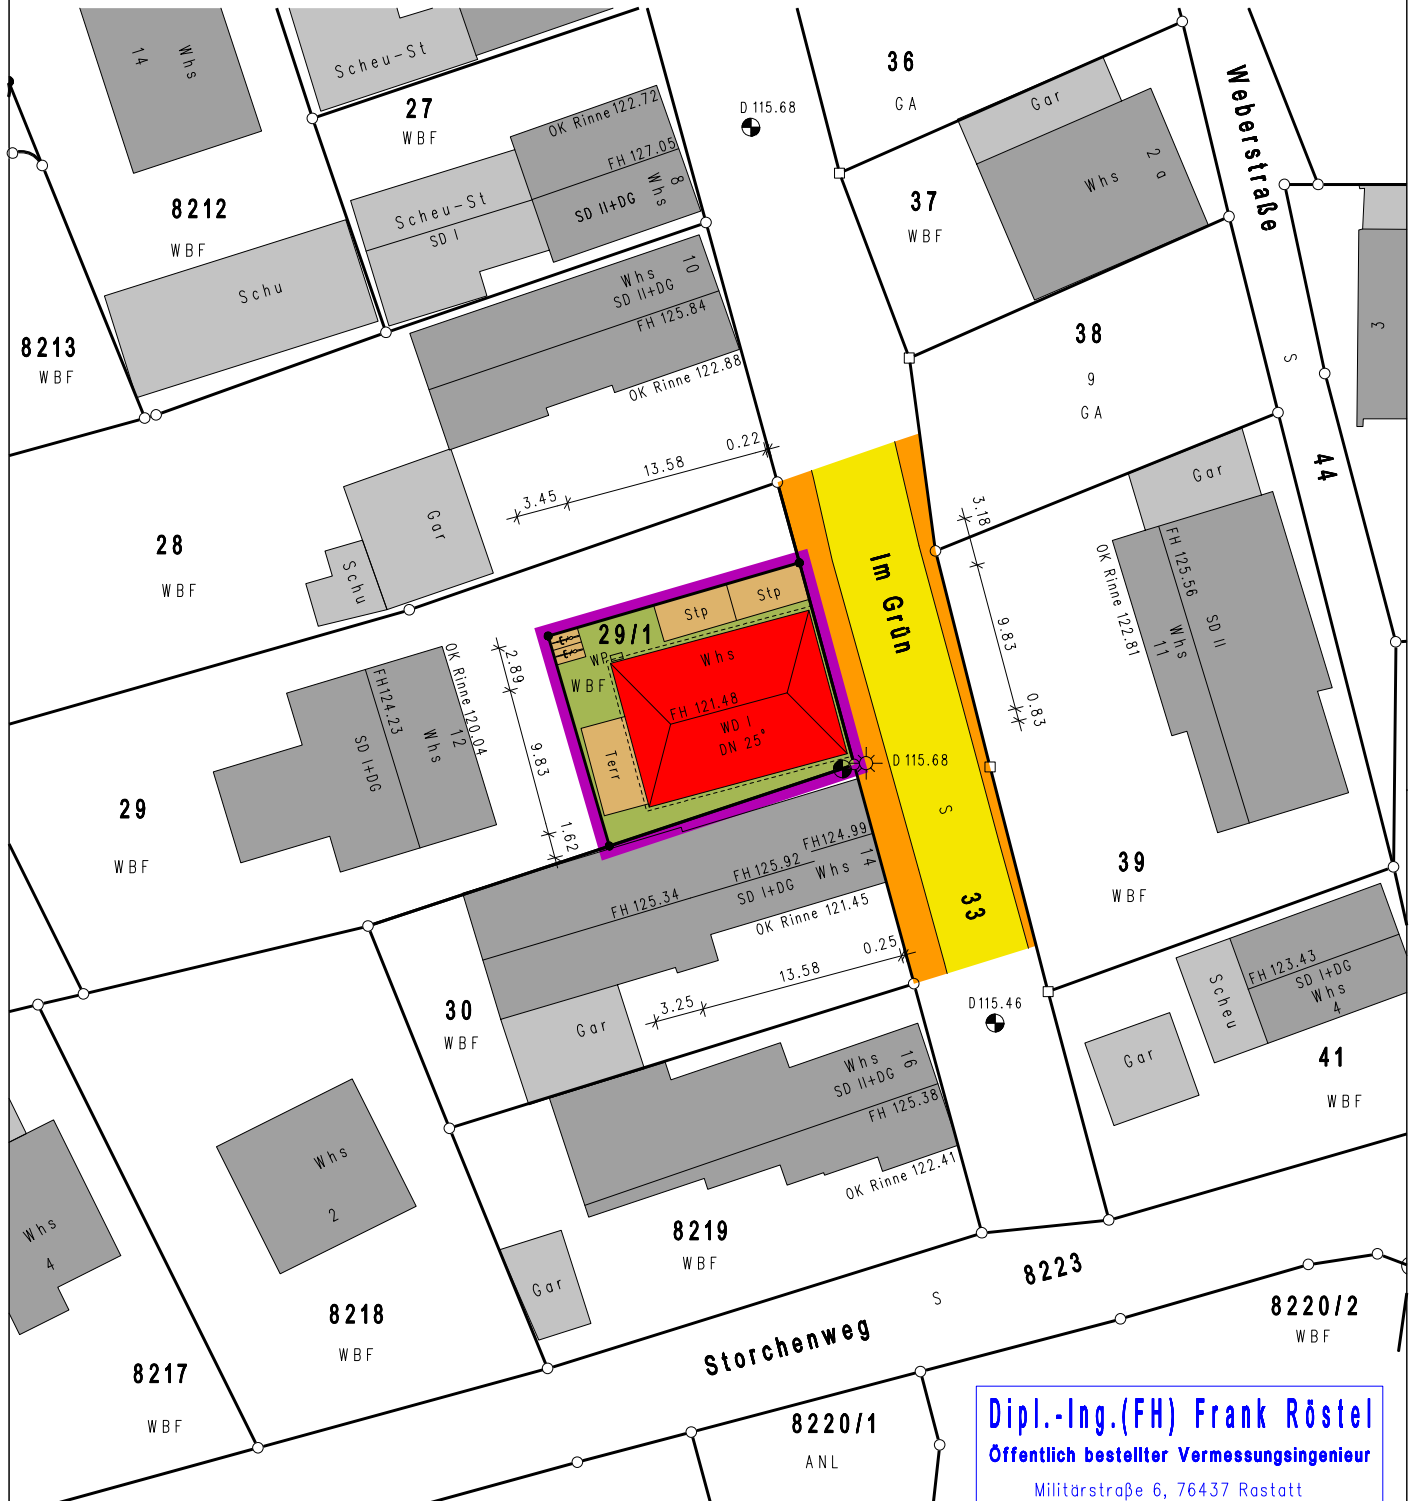 14
Whs
Scheu-St
27
WBF
OK Rinne 122.72
FH 127.05
8
Whs
SD II+DG
Scheu-St
SD I
D 115.68
36
GA
Gar
Whs
2 a
Weberstraße
37
WBF
8212
WBF
Schu
8213
WBF
Whs
10
SD II+DG
FH 125.84
OK Rinne 122.88
38
9
GA
S
3
44
0.22
13.58
3.45
28
WBF
Gar
Schu
Im Grün
3.18
9.83
0.83
Gar
OK Rinne 122.81
FH 125.56
SD II
Whs
11
Stp
Stp
29/1
WP
WBF
Whs
FH 121.48
WD I
DN 25°
Terr
2.89
9.83
1.62
OK Rinne 120.04
FH124.23
12
Whs
SD I+DG
29
WBF
D 115.68
S
33
39
WBF
FH124.99
FH 125.92
FH 125.34
SD I+DG
Whs
14
OK Rinne 121.45
0.25
13.58
3.25
30
WBF
Gar
D115.46
Scheu
FH 123.43
SD I+DG
Whs
4
Gar
41
WBF
Whs
16
SD II+DG
FH 125.38
OK Rinne 122.41
Whs
2
Whs
4
8219
WBF
Gar
8218
WBF
8217
WBF
8223
S
Storchenweg
8220/2
WBF
8220/1
ANL
Dipl.-Ing.(FH) Frank Röstel
Öffentlich bestellter Vermessungsingenieur
Militärstraße 6, 76437 Rastatt